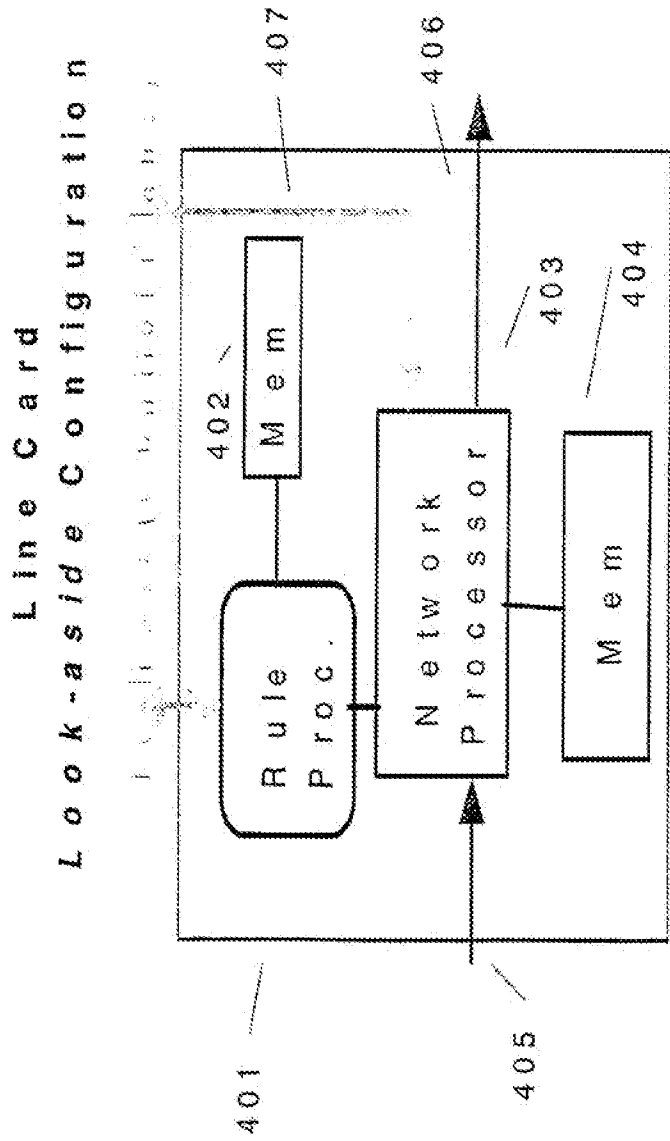 Line Card
Look-aside Configuration
402
407
Rule
Proc.
Mem
406
Network
Processor
403
Mem
404
401
405